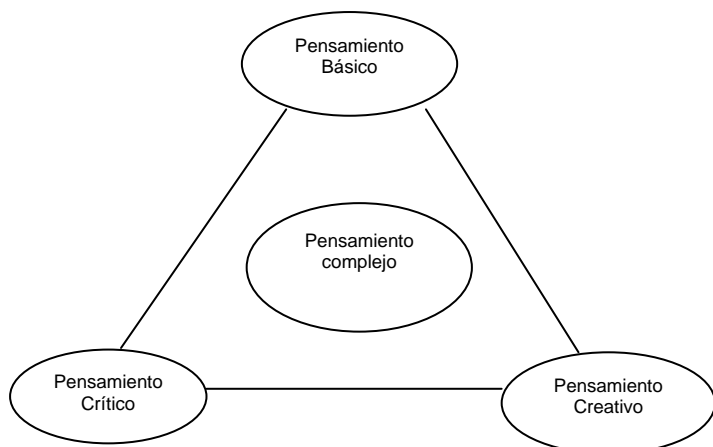 Pensamiento
Básico
Pensamiento
complejo
Pensamiento
Crítico
Pensamiento
Creativo